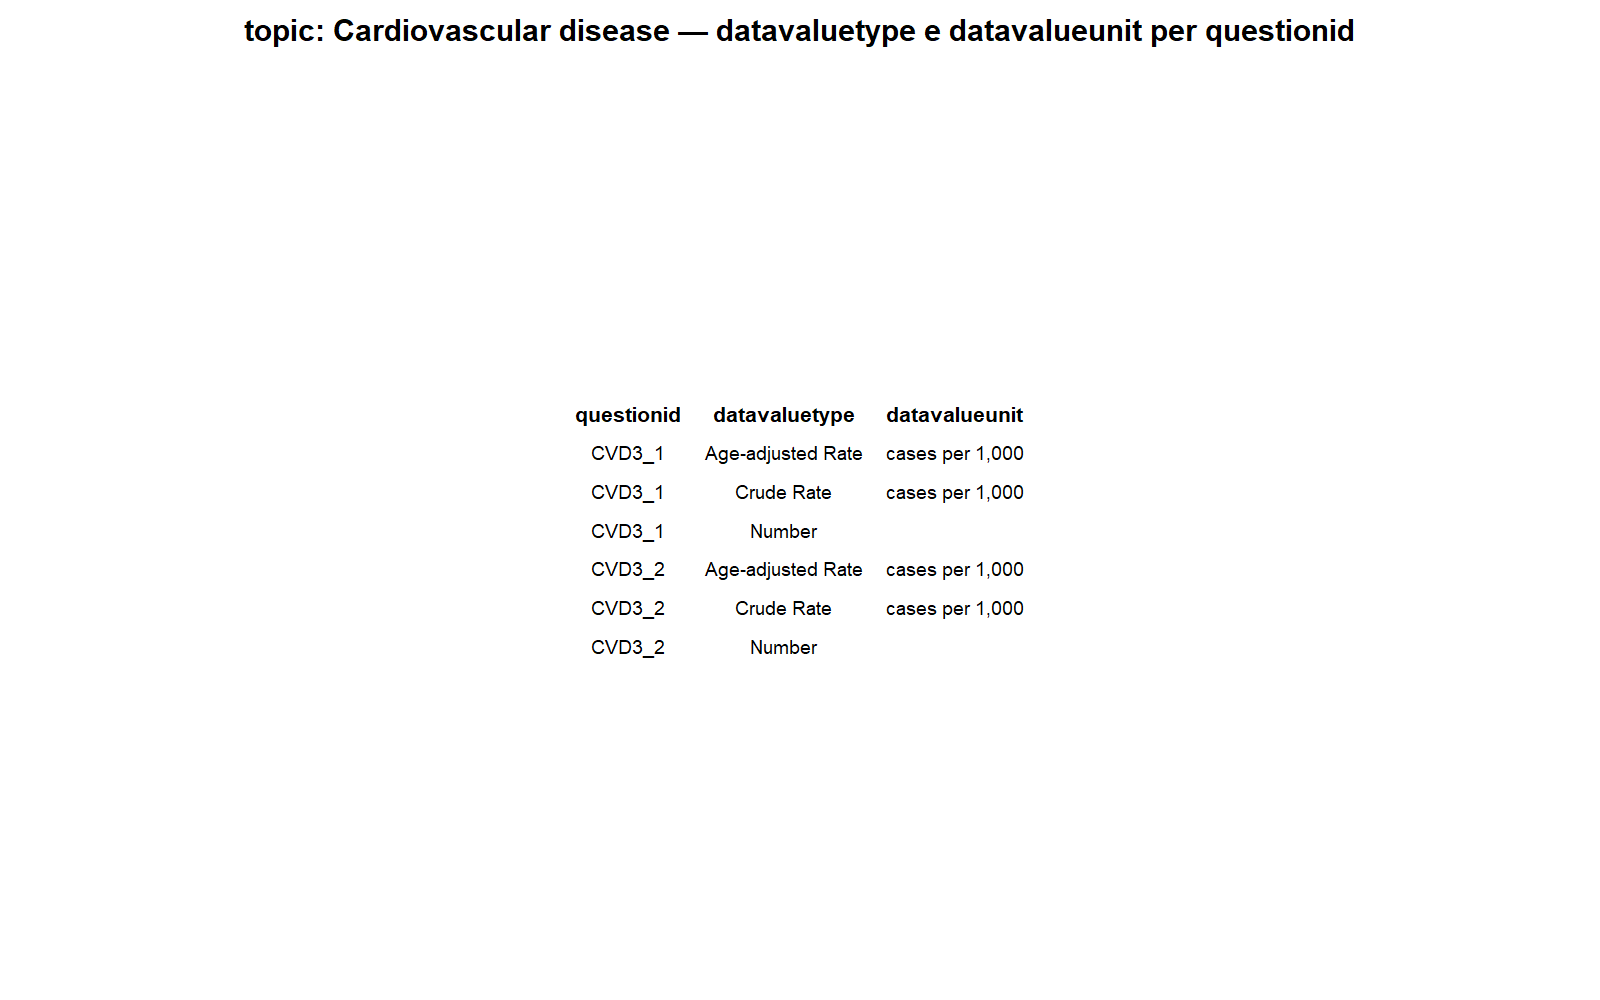 topic: Cardiovascular disease — datavaluetype e datavalueunit per questionid
questionid datavaluetype datavalueunit
CVD3_1 Age-adjusted Rate cases per 1,000
CVD3_1 Crude Rate cases per 1,000
CVD3_1 Number
CVD3_2 Age-adjusted Rate cases per 1,000
CVD3_2 Crude Rate cases per 1,000
CVD3_2 Number